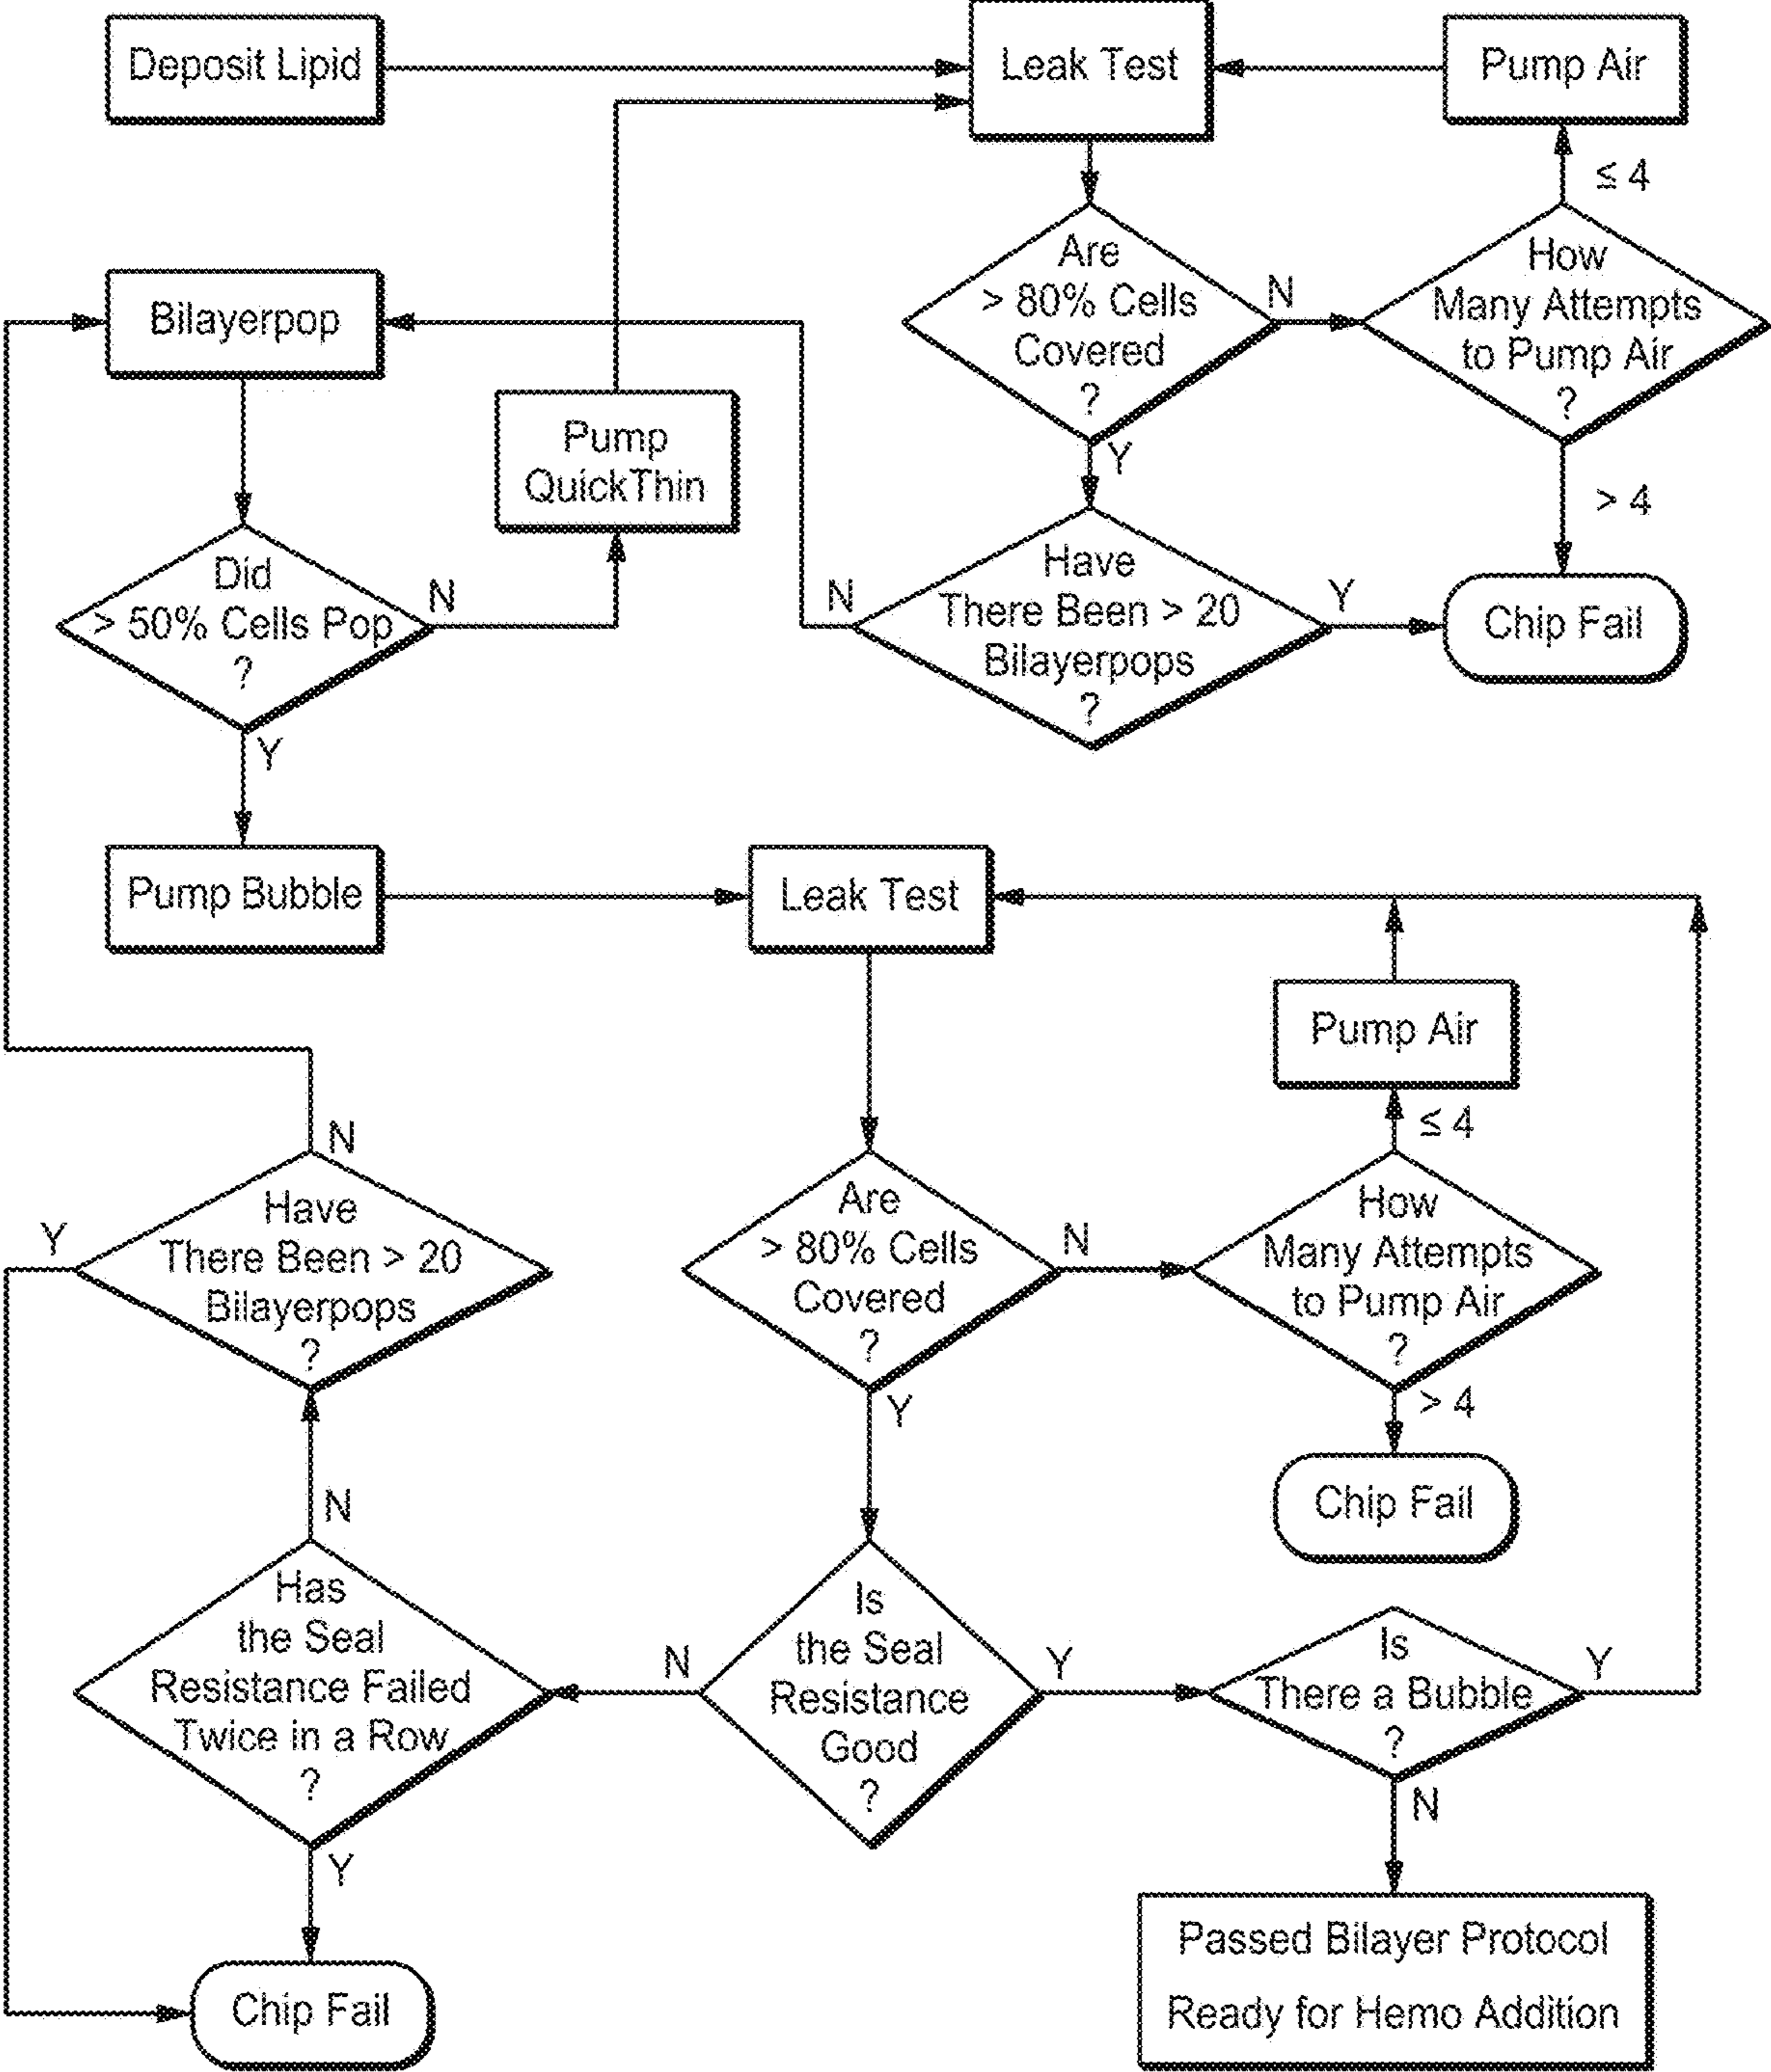 Deposit Lipid
Leak Test
Pump Air
≤ 4
Are
> 80% Cells
Covered
?
N
How
Many Attempts
to Pump Air
?
Bilayerpop
Pump
QuickThin
Y
> 4
Did
> 50% Cells Pop
?
N
N
Have
There Been > 20
Bilayerpops
?
Y
Chip Fail
Y
Pump Bubble
Leak Test
Pump Air
≤ 4
N
Have
There Been > 20
Bilayerpops
?
Y
Are
> 80% Cells
Covered
?
N
How
Many Attempts
to Pump Air
?
Y
> 4
Chip Fail
N
Has
the Seal
Resistance Failed
Twice in a Row
?
N
Is
the Seal
Resistance
Good
?
Y
Is
There a Bubble
?
Y
N
Y
Chip Fail
Passed Bilayer Protocol
Ready for Hemo Addition